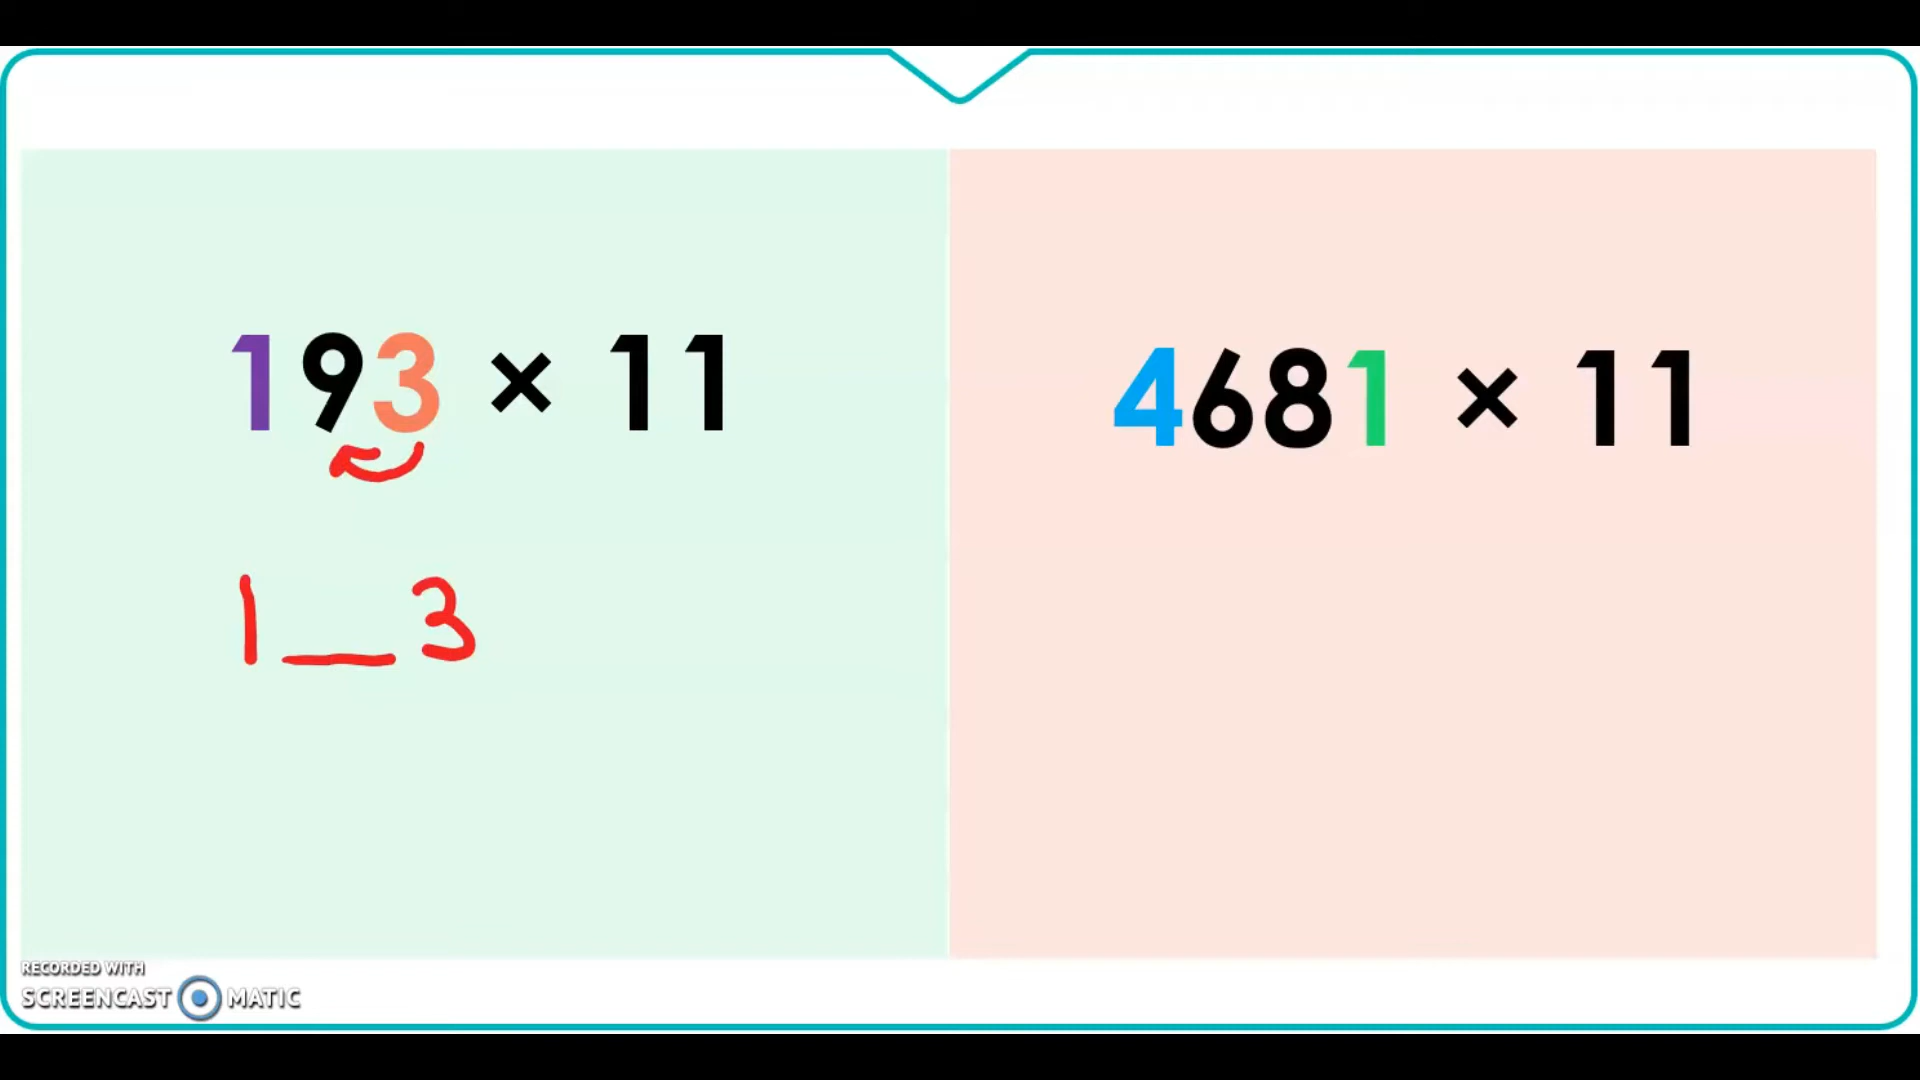 193 × 11
1__3
4681 × 11
RECORDED WITH
SCREENCAST MATIC